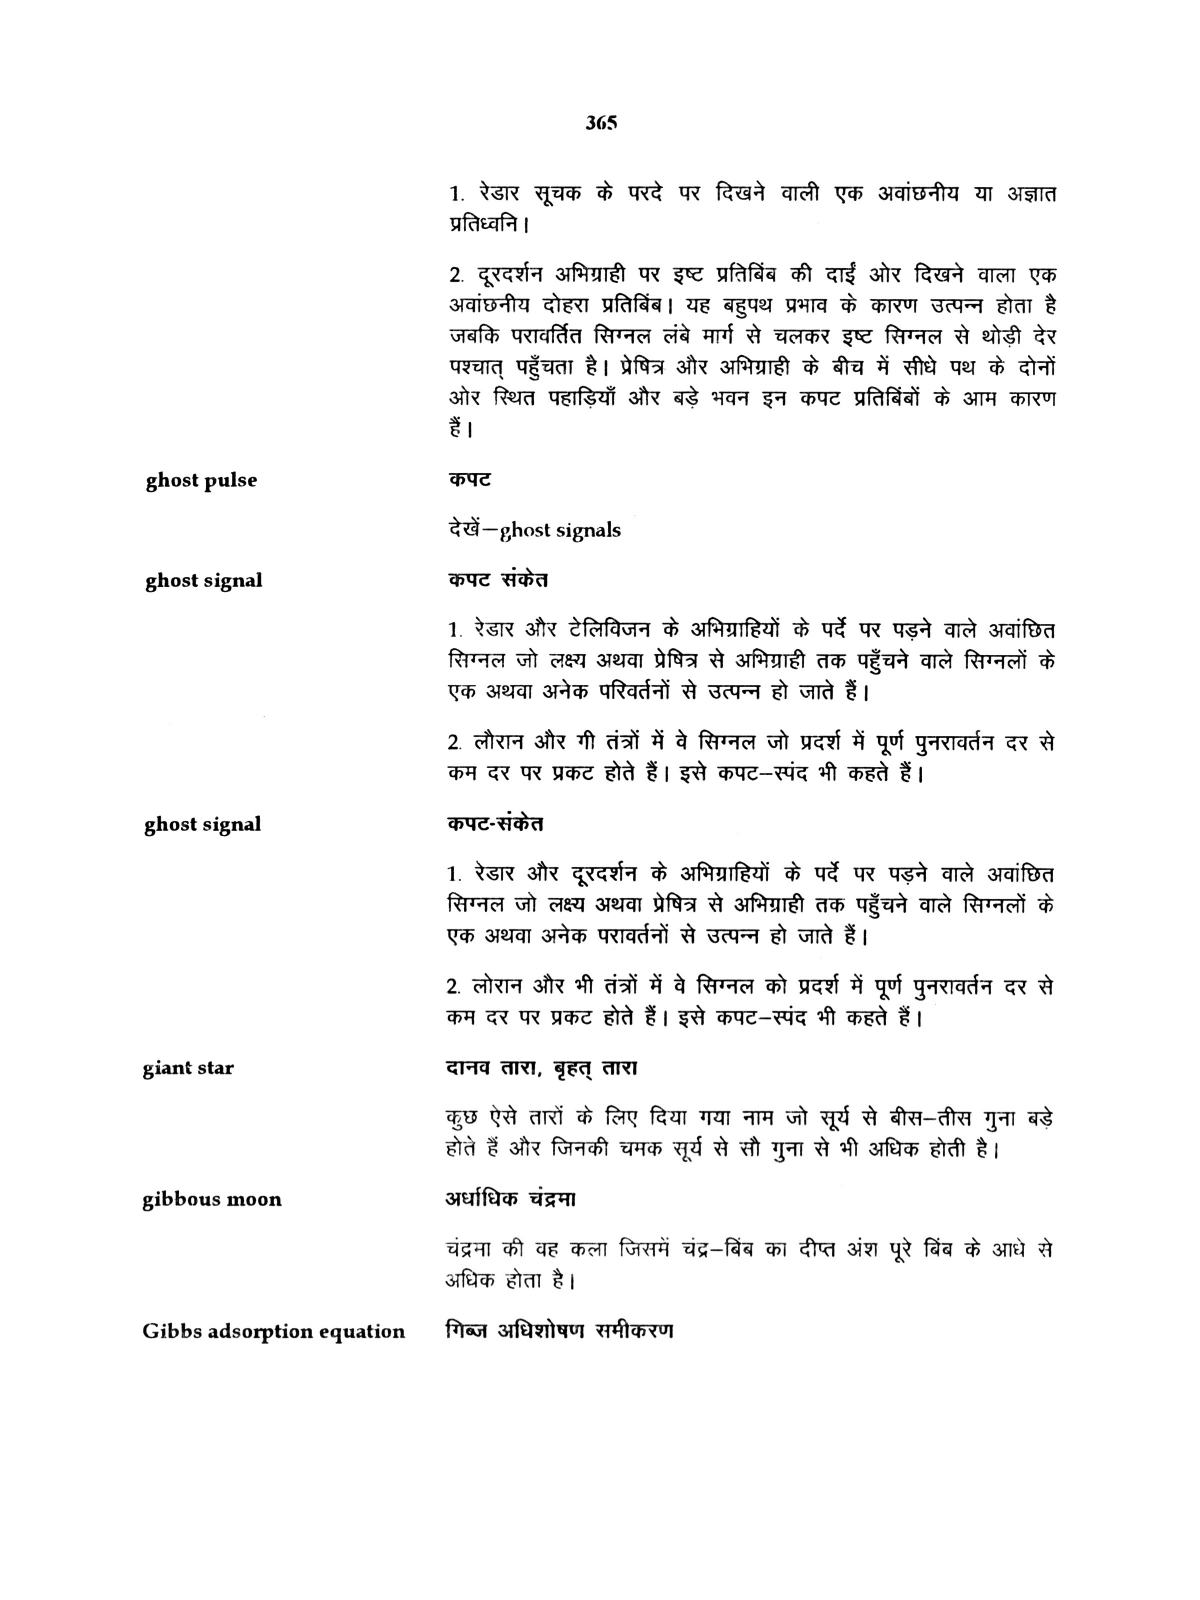 365
1. रेडार सूचक के परदे पर दिखने वाली एक अवांछनीय या अज्ञात
प्रतिध्वनि।
2. दूरदर्शन अभिग्राही पर इष्ट प्रतिबिंब की दाईं ओर दिखने वाला एक
अवांछनीय दोहरा प्रतिबिंब। यह बहुपथ प्रभाव के कारण उत्पन्न होता है
जबकि परावर्तित सिग्नल लंबे मार्ग से चलकर इष्ट सिग्नल से थोड़ी देर
पश्चात् पहुँचता है। प्रेषित्र और अभिग्राही के बीच में सीधे पथ के दोनों
ओर स्थित पहाड़ियाँ और बड़े भवन इन कपट प्रतिबिंबों के आम कारण
हैं।
ghost pulse कपट
देखें—ghost signals
ghost signal कपट संकेत
1. रेडार और टेलिविजन के अभिग्राहियों के पर्दे पर पड़ने वाले अवांछित
सिग्नल जो लक्ष्य अथवा प्रेषित्र से अभिग्राही तक पहुँचने वाले सिग्नलों के
एक अथवा अनेक परिवर्तनों से उत्पन्न हो जाते हैं।
2. लौरान और गी तंत्रों में वे सिग्नल जो प्रदर्श में पूर्ण पुनरावर्तन दर से
कम दर पर प्रकट होते हैं। इसे कपट–स्पंद भी कहते हैं।
ghost signal कपट-संकेत
1. रेडार और दूरदर्शन के अभिग्राहियों के पर्दे पर पड़ने वाले अवांछित
सिग्नल जो लक्ष्य अथवा प्रेषित्र से अभिग्राही तक पहुँचने वाले सिग्नलों के
एक अथवा अनेक परावर्तनों से उत्पन्न हो जाते हैं।
2. लोरान और भी तंत्रों में वे सिग्नल को प्रदर्श में पूर्ण पुनरावर्तन दर से
कम दर पर प्रकट होते हैं। इसे कपट–स्पंद भी कहते हैं।
giant star दानव तारा, बृहत् तारा
कुछ ऐसे तारों के लिए दिया गया नाम जो सूर्य से बीस–तीस गुना बड़े
होते हैं और जिनकी चमक सूर्य से सौ गुना से भी अधिक होती है।
gibbous moon अर्धाधिक चंद्रमा
चंद्रमा की वह कला जिसमें चंद्र–बिंब का दीप्त अंश पूरे बिंब के आधे से
अधिक होता है।
Gibbs adsorption equation गिब्ज अधिशोषण समीकरण